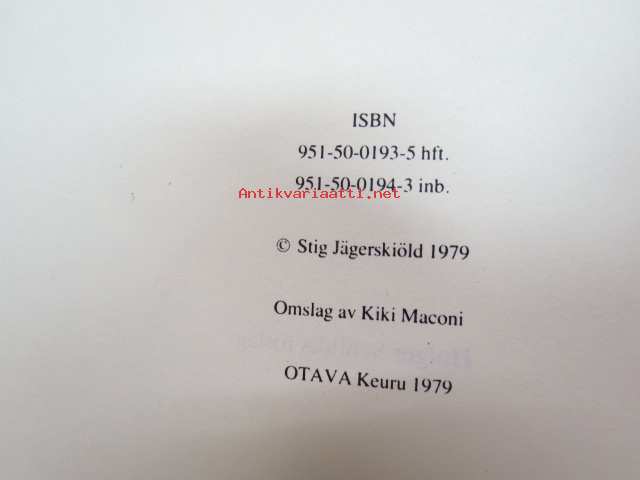 ISBN
951-50-0193-5 hft.
951-50-0194-3 inb.
Antikvariaatti.net
© Stig Jägerskiöld 1979
Omslag av Kiki Maconi
OTAVA Keuru 1979